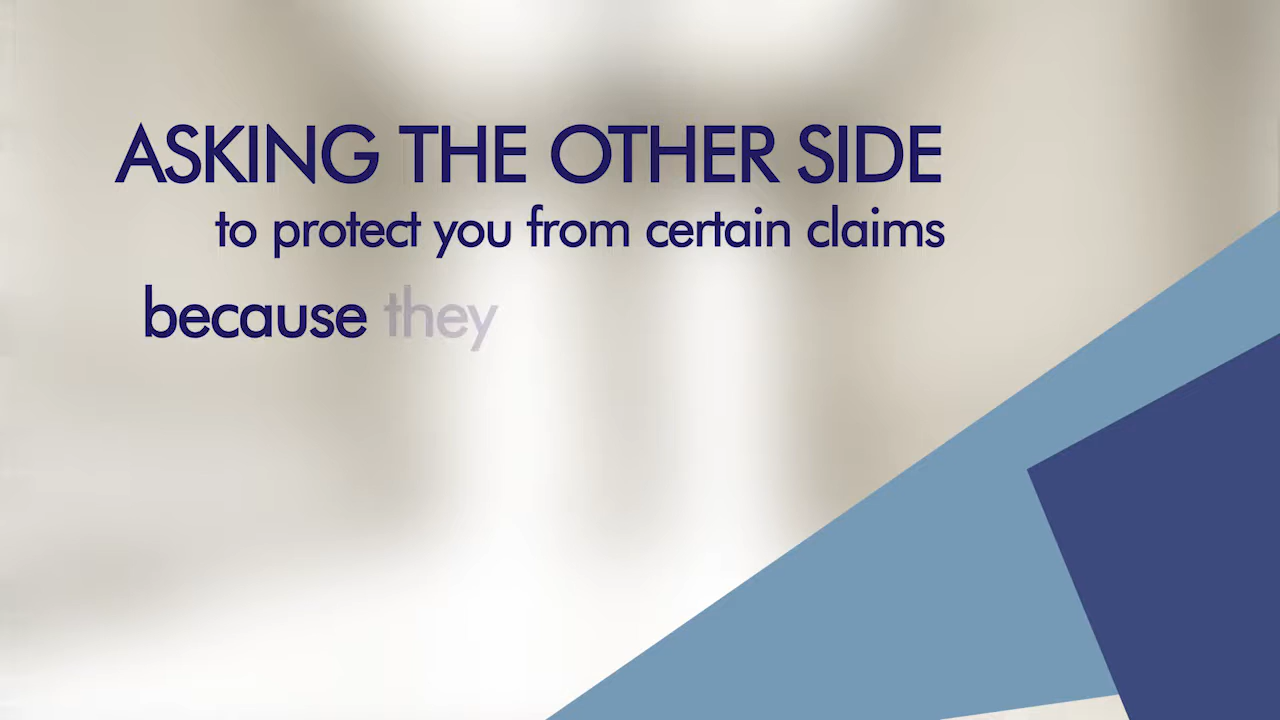 ASKING THE OTHER SIDE
to protect you from certain claims
because they